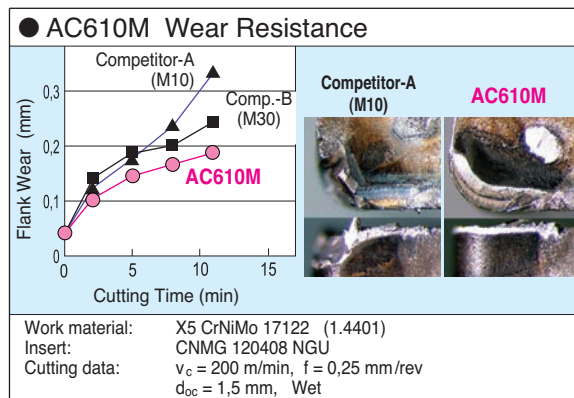 ● AC610M Wear Resistance
Competitor-A
(M10)
Comp.-B
(M30)
AC610M
Flank Wear (mm)
0,3
0,2
0,1
0,
0 5 10 15
Cutting Time (min)
Competitor-A
(M10)
AC610M
Work material: X5 CrNiMo 17122 (1.4401)
Insert: CNMG 120408 NGU
Cutting data: vc = 200 m/min, f = 0,25 mm/rev
doc = 1,5 mm, Wet